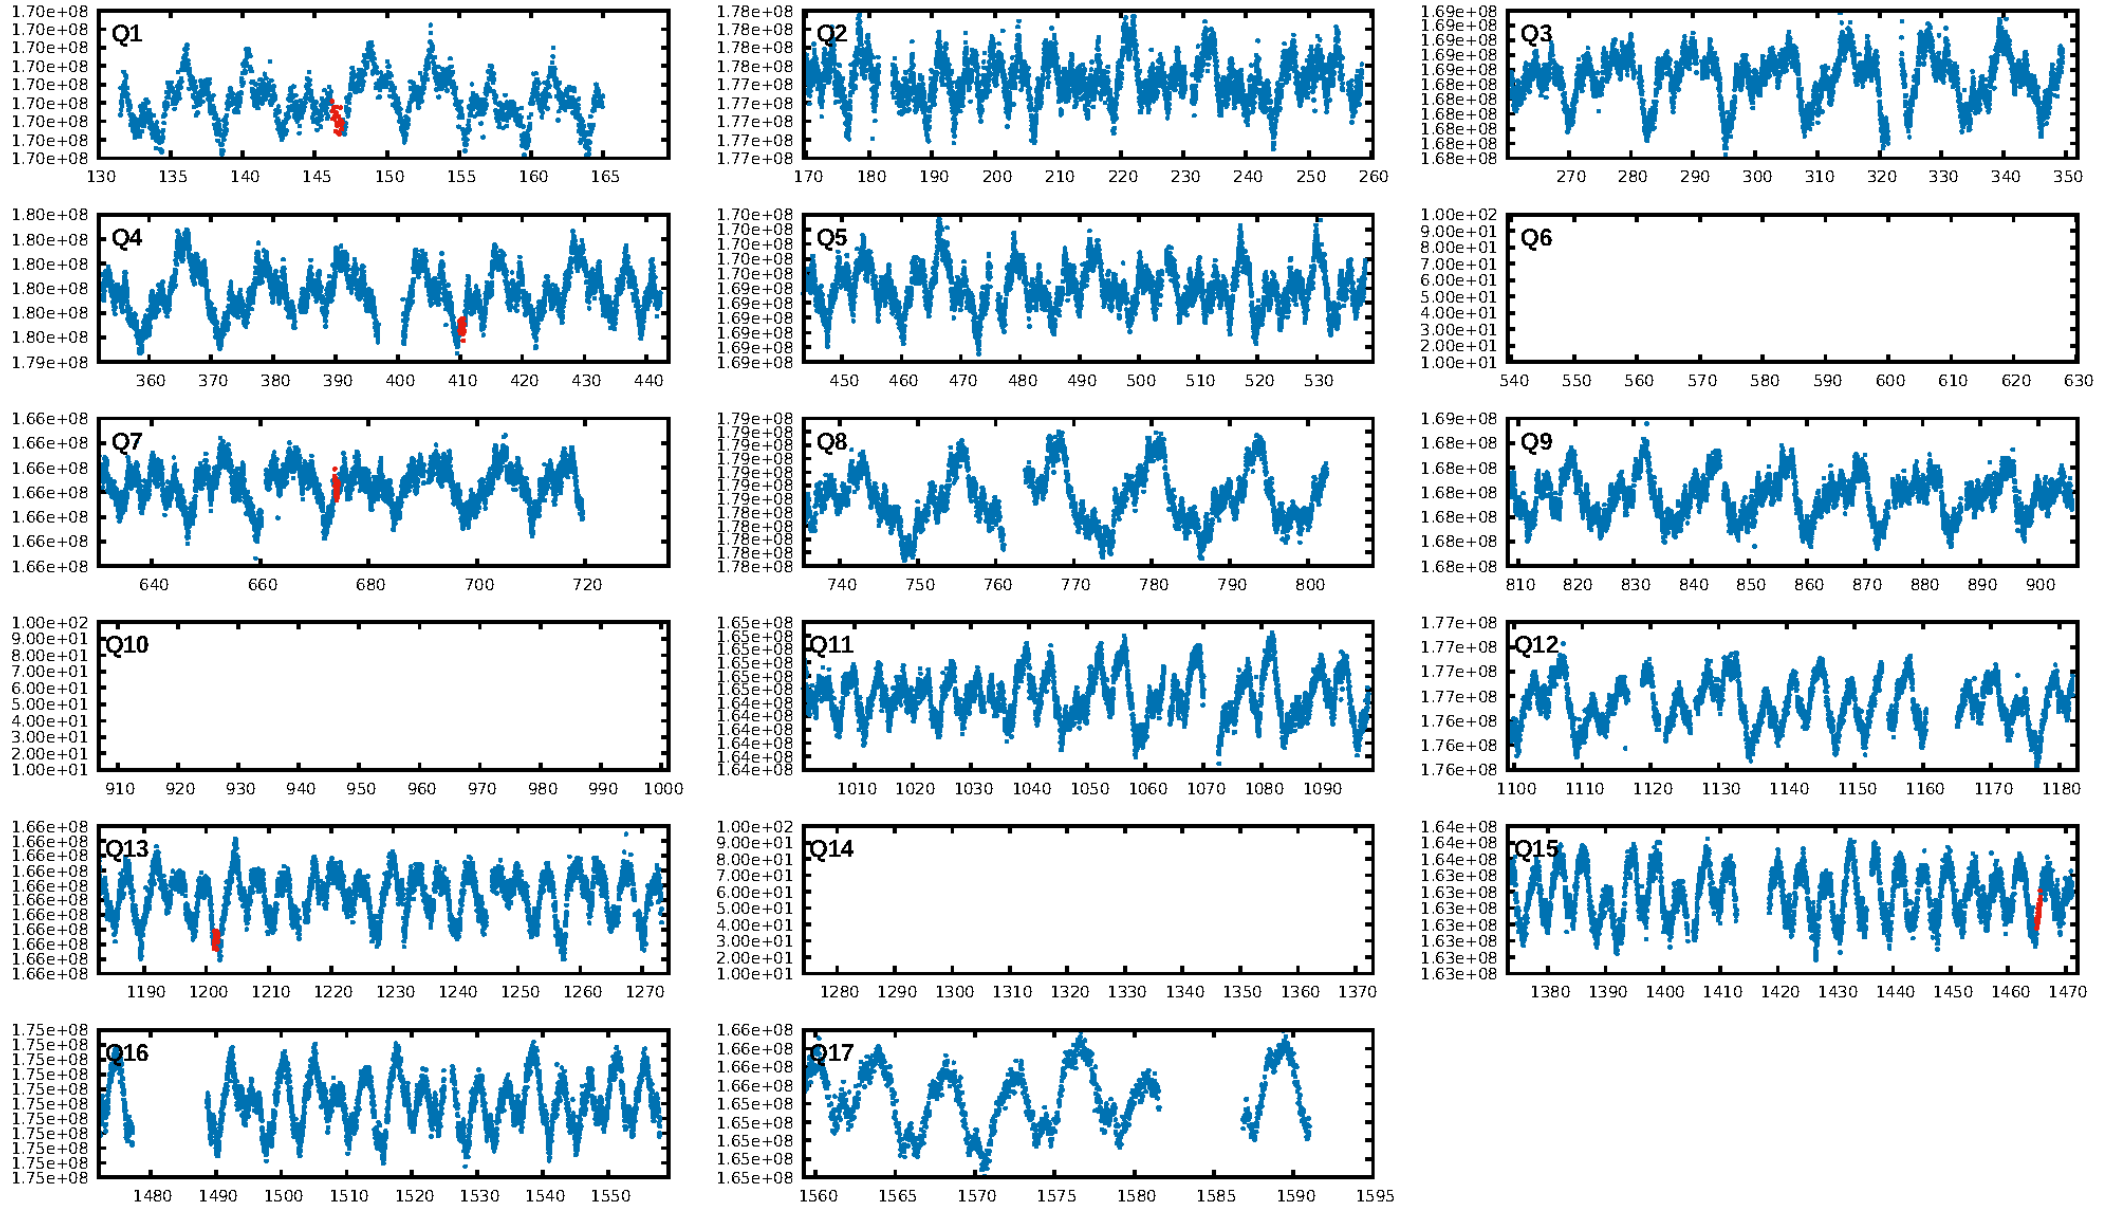 1.70e+08 1.70e+08 1.70e+08 1.70e+08 1.70e+08 1.70e+08 1.70e+08 1.70e+08 1.70e+08
Q1
130 135 140 145 150 155 160 165
1.78e+08 1.78e+08 1.78e+08 1.78e+08 1.77e+08 1.77e+08 1.77e+08 1.77e+08 1.77e+08
Q2
170 180 190 200 210 220 230 240 250 260
1.69e+08 1.69e+08 1.69e+08 1.69e+08 1.69e+08 1.68e+08 1.68e+08 1.68e+08 1.68e+08 1.68e+08 1.68e+08
Q3
270 280 290 300 310 320 330 340 350
1.80e+08 1.80e+08 1.80e+08 1.80e+08 1.80e+08 1.80e+08 1.79e+08
Q4
360 370 380 390 400 410 420 430 440
1.70e+08 1.70e+08 1.70e+08 1.70e+08 1.70e+08 1.69e+08 1.69e+08 1.69e+08 1.69e+08 1.69e+08 1.69e+08
Q5
450 460 470 480 490 500 510 520 530
1.00e+02 9.00e+01 8.00e+01 7.00e+01 6.00e+01 5.00e+01 4.00e+01 3.00e+01 2.00e+01 1.00e+01
Q6
540 550 560 570 580 590 600 610 620 630
1.66e+08 1.66e+08 1.66e+08 1.66e+08 1.66e+08 1.66e+08 1.66e+08
Q7
640 660 680 700 720
1.79e+08 1.79e+08 1.79e+08 1.79e+08 1.79e+08 1.79e+08 1.79e+08 1.78e+08 1.78e+08 1.78e+08 1.78e+08
Q8
740 750 760 770 780 790 800
1.69e+08 1.68e+08 1.68e+08 1.68e+08 1.68e+08 1.68e+08 1.68e+08
Q9
810 820 830 840 850 860 870 880 890 900
1.00e+02 9.00e+01 8.00e+01 7.00e+01 6.00e+01 5.00e+01 4.00e+01 3.00e+01 2.00e+01 1.00e+01
Q10
910 920 930 940 950 960 970 980 990 1000
1.65e+08 1.65e+08 1.65e+08 1.65e+08 1.65e+08 1.65e+08 1.64e+08 1.64e+08 1.64e+08 1.64e+08 1.64e+08 1.64e+08
Q11
1010 1020 1030 1040 1050 1060 1070 1080 1090
1.77e+08 1.77e+08 1.77e+08 1.77e+08 1.76e+08 1.76e+08 1.76e+08
Q12
1100 1110 1120 1130 1140 1150 1160 1170 1180
1.66e+08 1.66e+08 1.66e+08 1.66e+08 1.66e+08 1.66e+08 1.66e+08 1.66e+08 1.66e+08 1.66e+08 1.66e+08
Q13
1190 1200 1210 1220 1230 1240 1250 1260 1270
1.00e+02 9.00e+01 8.00e+01 7.00e+01 6.00e+01 5.00e+01 4.00e+01 3.00e+01 2.00e+01 1.00e+01
Q14
1280 1290 1300 1310 1320 1330 1340 1350 1360 1370
1.64e+08 1.64e+08 1.64e+08 1.64e+08 1.63e+08 1.63e+08 1.63e+08 1.63e+08 1.63e+08 1.63e+08
Q15
1380 1390 1400 1410 1420 1430 1440 1450 1460 1470
1.75e+08 1.75e+08 1.75e+08 1.75e+08 1.75e+08 1.75e+08 1.75e+08 1.75e+08 1.75e+08 1.75e+08 1.75e+08
Q16
1480 1490 1500 1510 1520 1530 1540 1550
1.66e+08 1.66e+08 1.66e+08 1.66e+08 1.65e+08 1.65e+08 1.65e+08 1.65e+08 1.65e+08
Q17
1560 1565 1570 1575 1580 1585 1590 1595